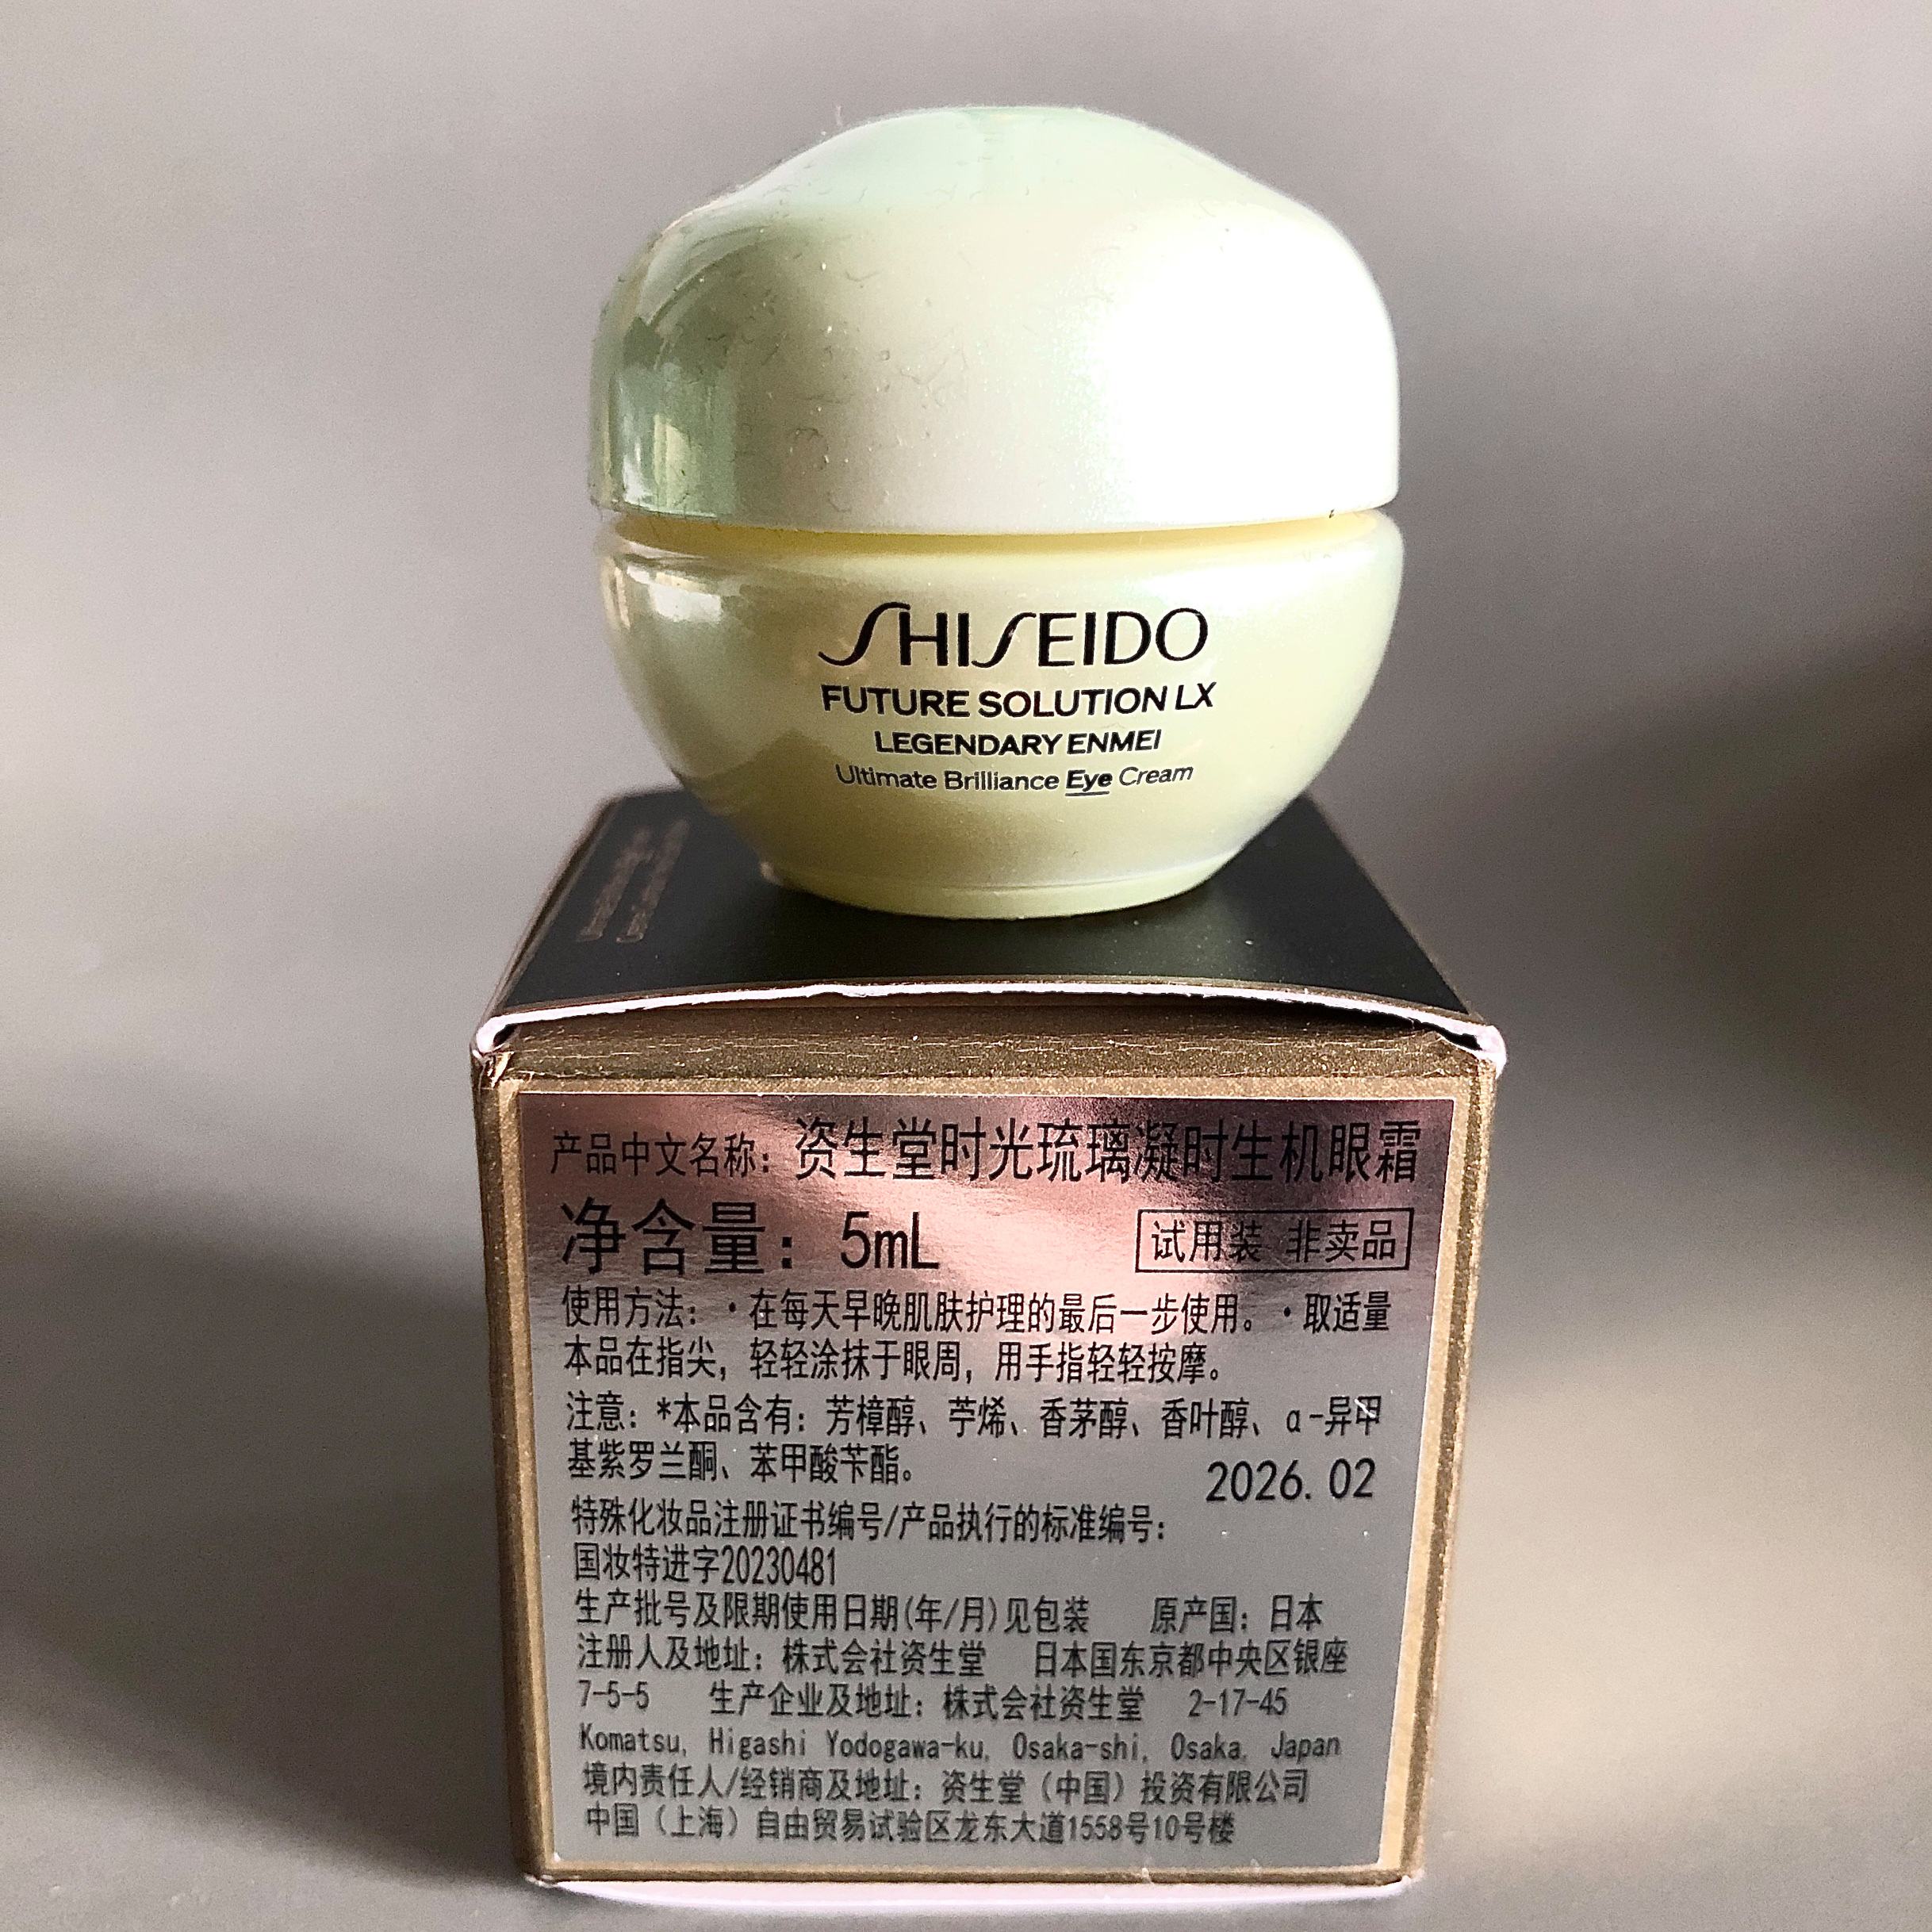 SHISEIDO
FUTURE SOLUTION LX
LEGENDARY ENMEI
Ultimate Brilliance Eye Cream
产品中文名称：资生堂时光琉璃凝时生机眼霜
净含量：5mL 试用装 非卖品
使用方法：·在每天早晚肌肤护理的最后一步使用。·取适量
本品在指尖，轻轻涂抹于眼周，用手指轻轻按摩。
注意：*本品含有：芳樟醇、苧烯、香茅醇、香叶醇、α-异甲
基紫罗兰酮、苯甲酸苄酯。
2026.02
特殊化妆品注册证书编号/产品执行的标准编号：
国妆特进字20230481
生产批号及限期使用日期(年/月)见包装 原产国：日本
注册人及地址：株式会社资生堂 日本国东京都中央区银座
7-5-5 生产企业及地址：株式会社资生堂 2-17-45
Komatsu, Higashi Yodogawa-ku, Osaka-shi, Osaka, Japan
境内责任人/经销商及地址：资生堂（中国）投资有限公司
中国（上海）自由贸易试验区龙东大道1558号10号楼